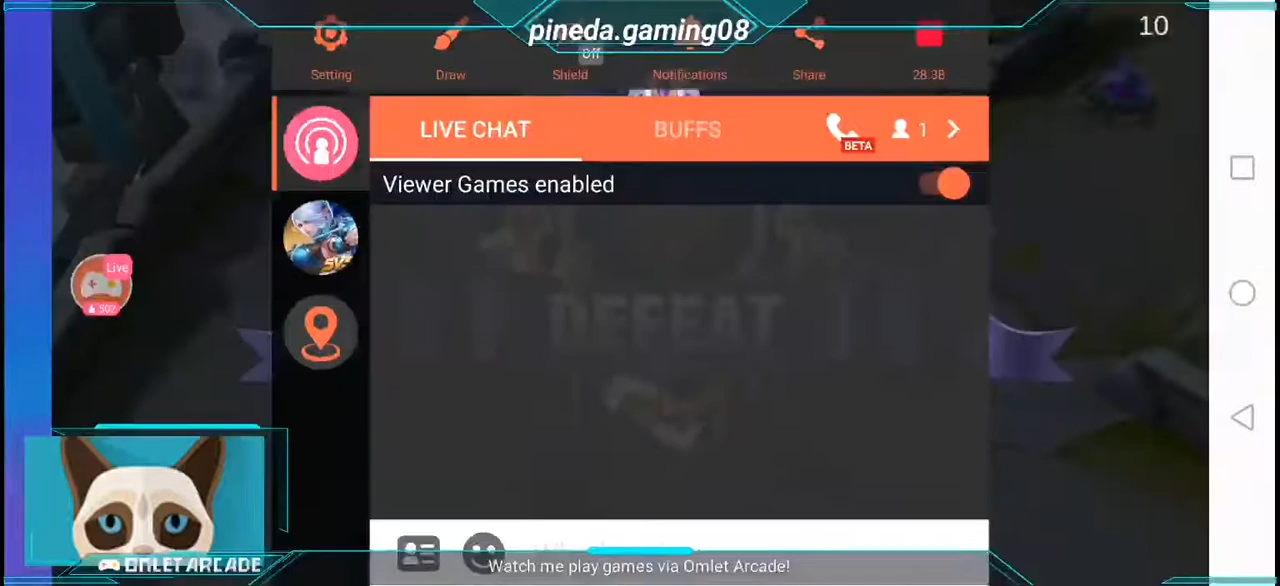 pineda.gaming08
10
Off
Setting
Draw
Shield
Notifications
Share
28:38
LIVE CHAT
BUFFS
BETA
1
Viewer Games enabled
Live
502
DEFEAT
OMLET ARCADE
Watch me play games via Omlet Arcade!